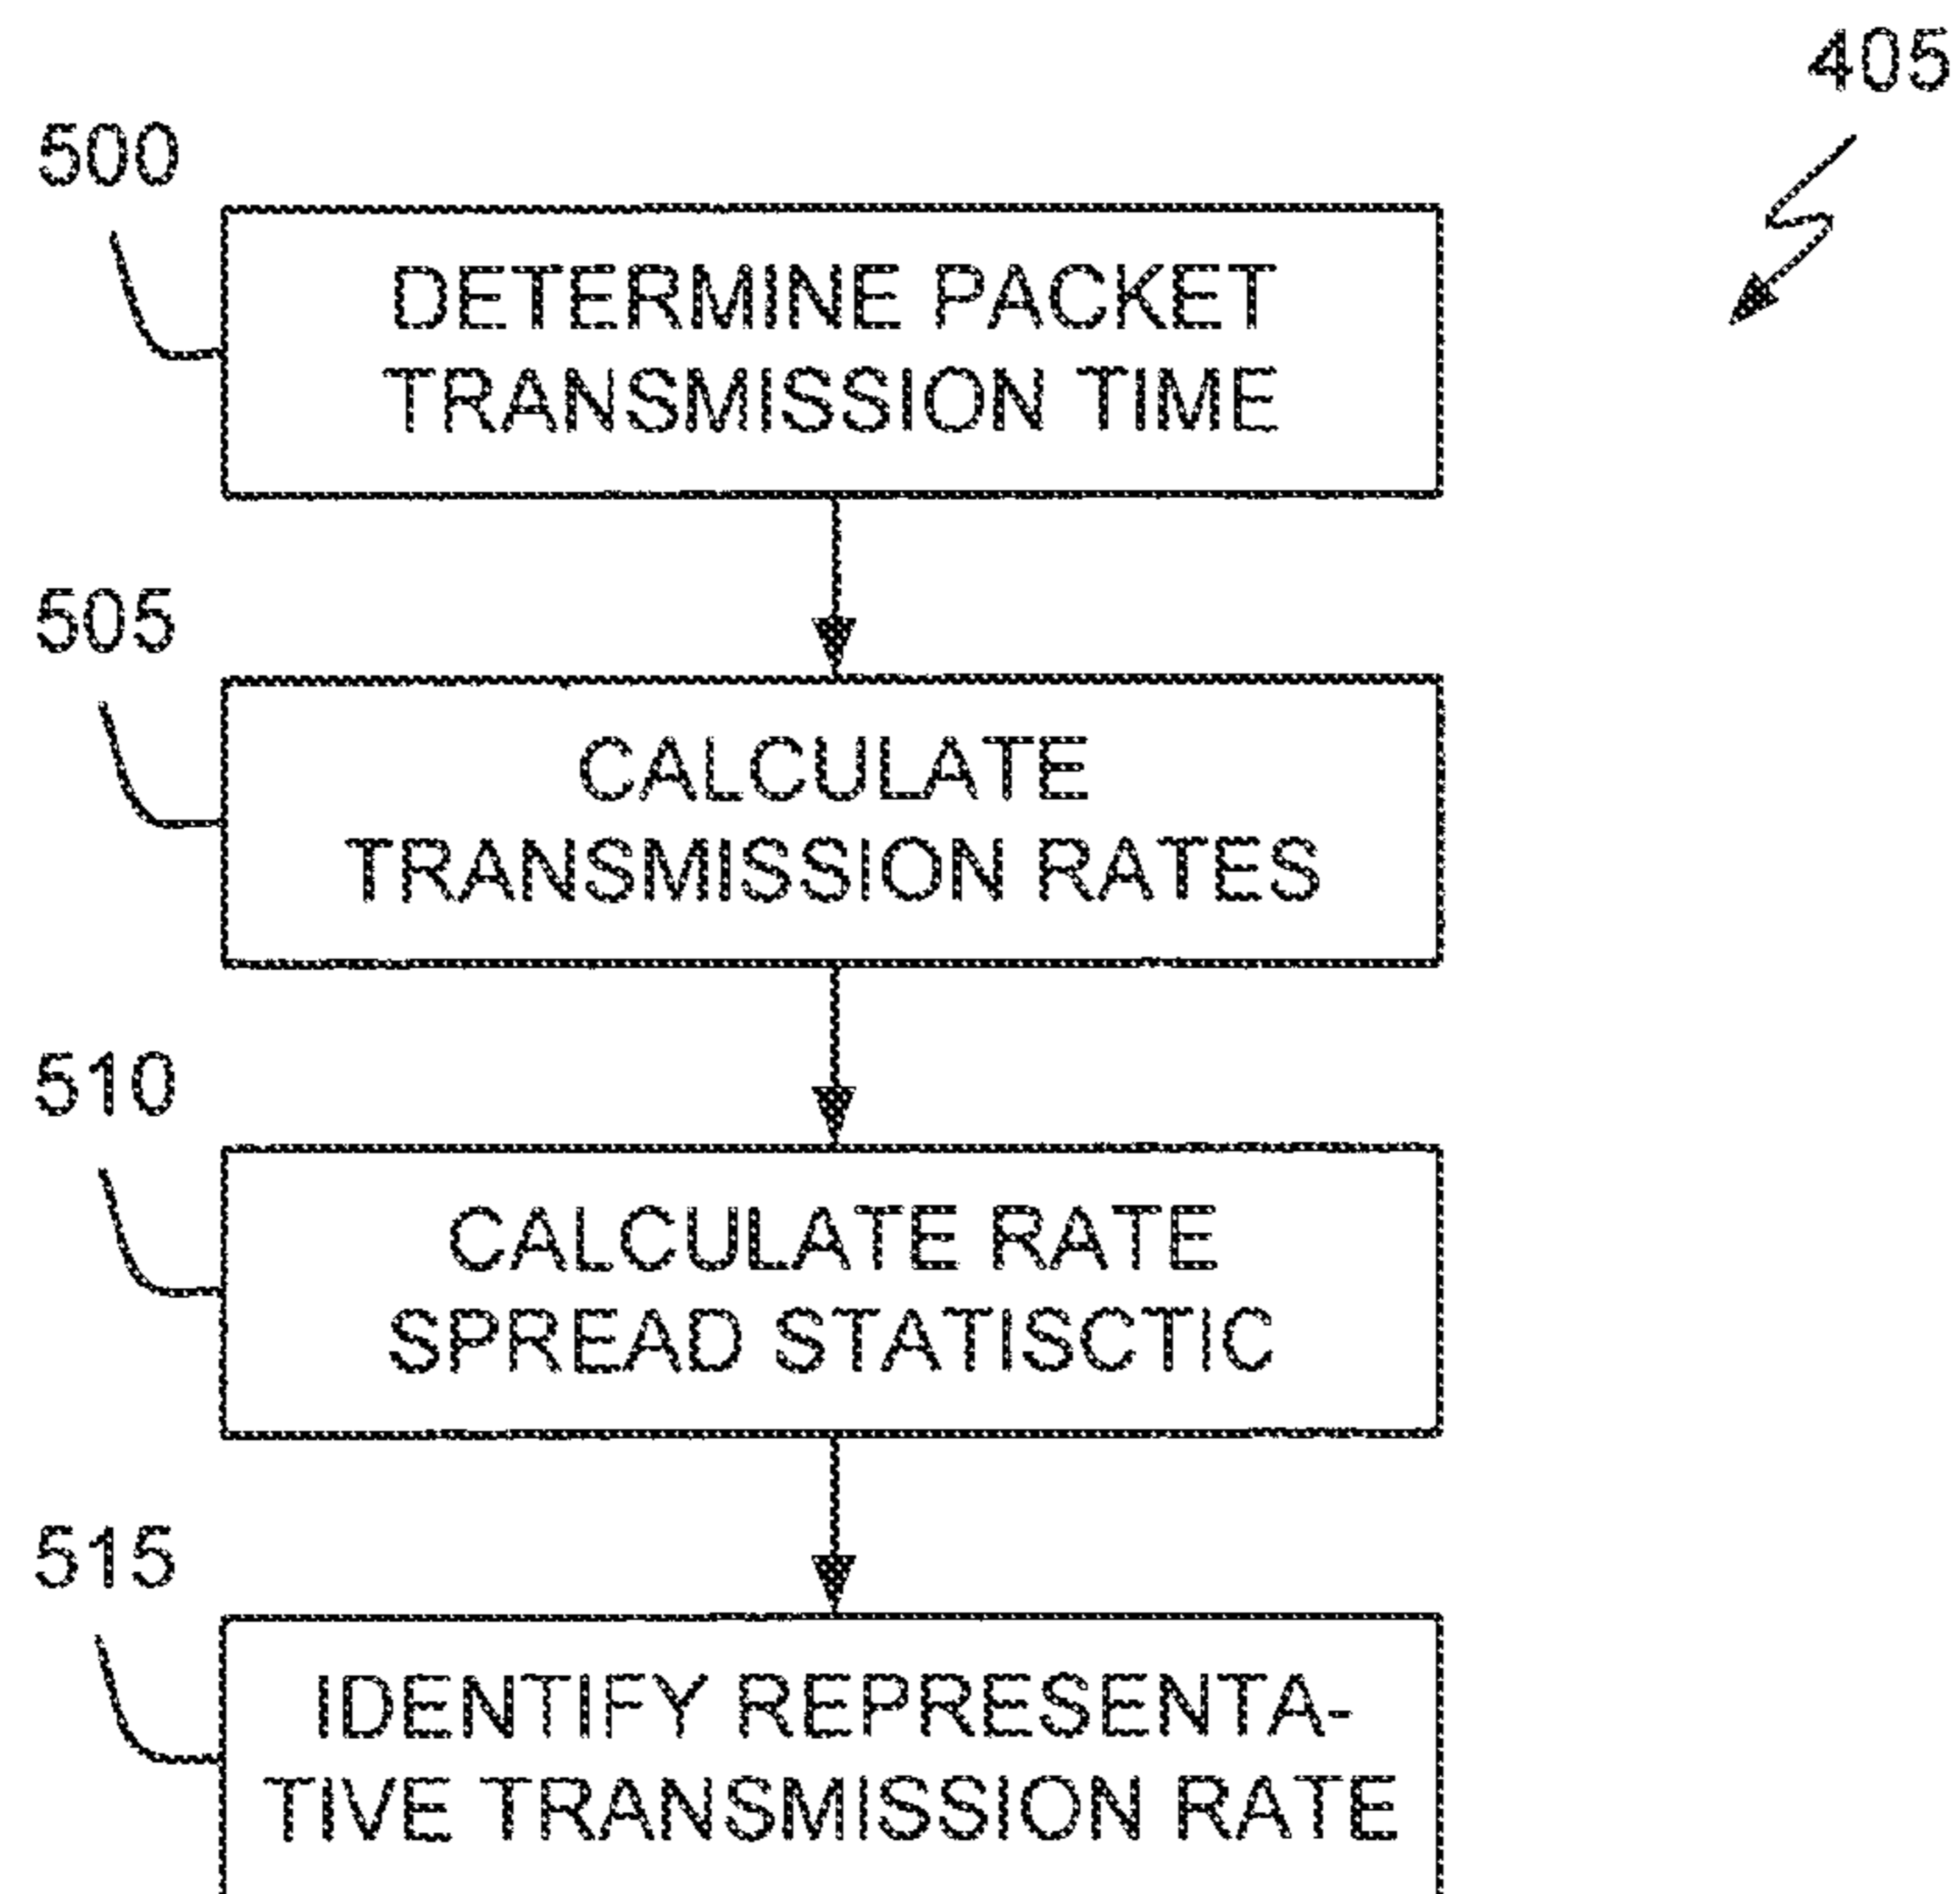 405
500
DETERMINE PACKET
TRANSMISSION TIME
505
CALCULATE
TRANSMISSION RATES
510
CALCULATE RATE
SPREAD STATISCTIC
515
IDENTIFY REPRESENTA-
TIVE TRANSMISSION RATE